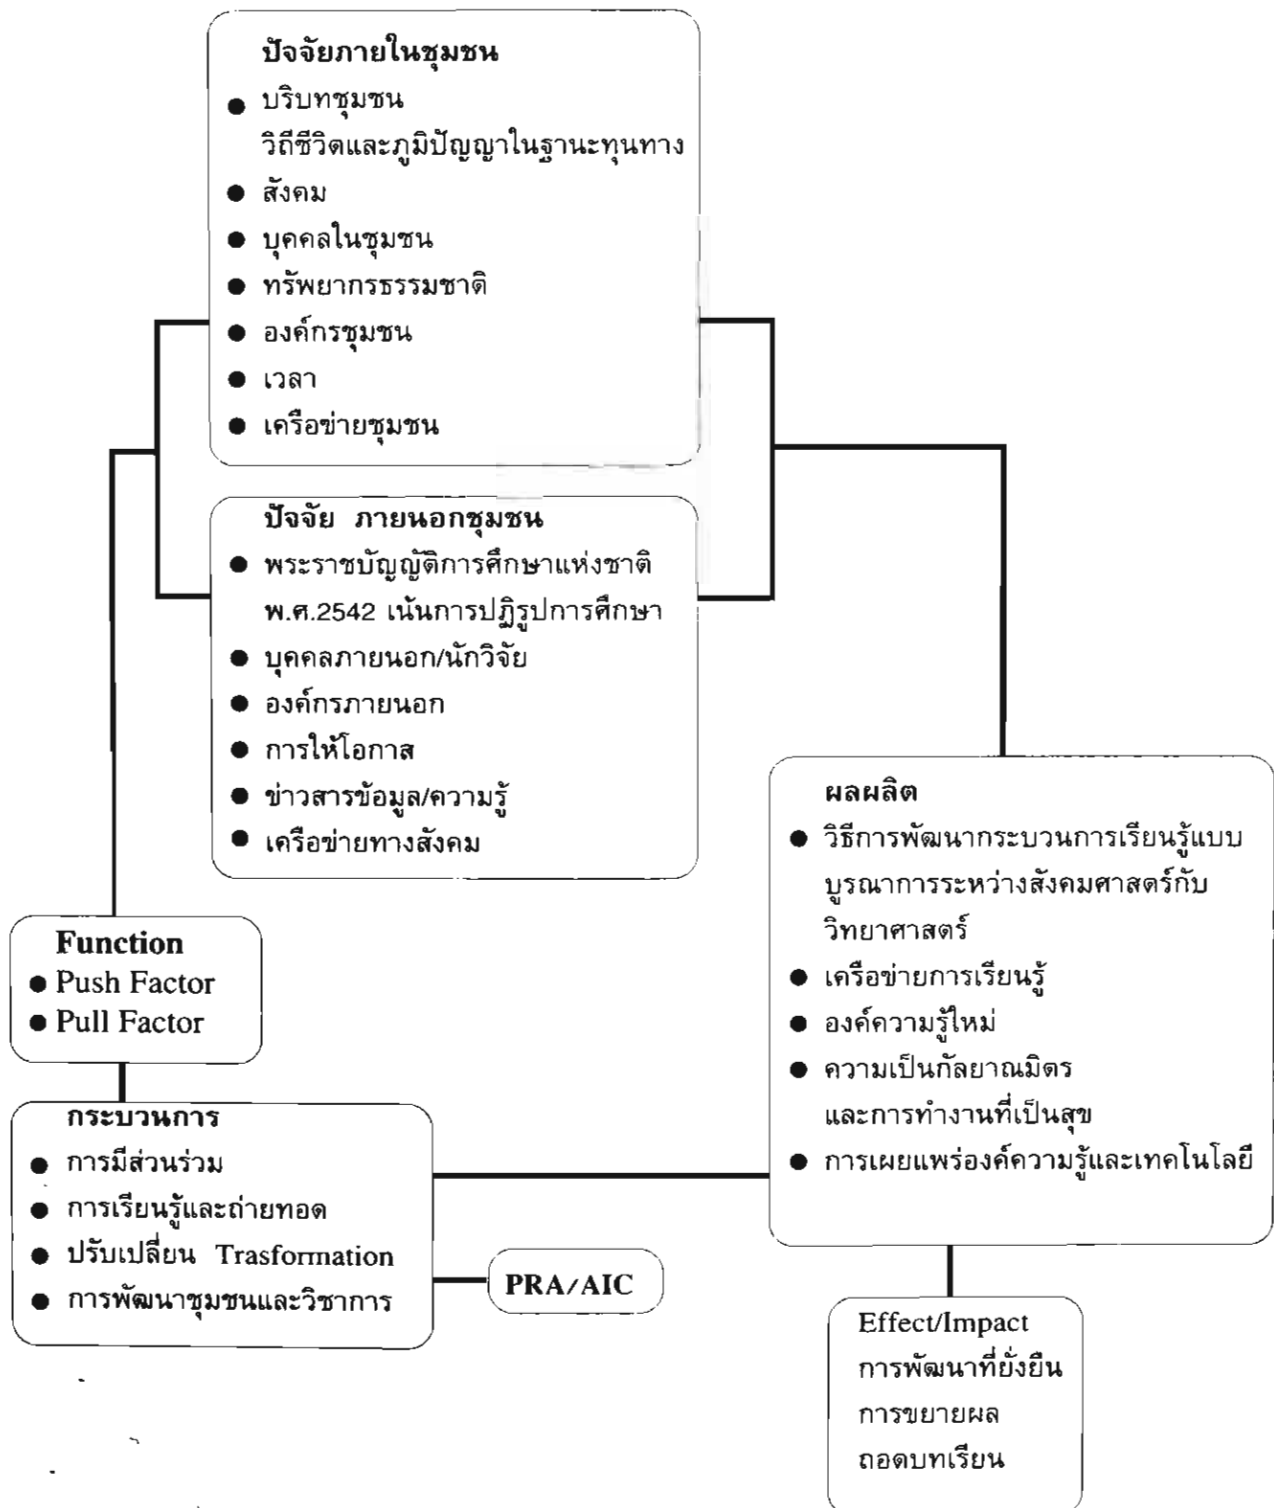 ปัจจัยภายในชุมชน
● บริบทชุมชน
วิถีชีวิตและภูมิปัญญาในฐานะทุนทาง
● สังคม
● บุคคลในชุมชน
● ทรัพยากรธรรมชาติ
● องค์กรชุมชน
● เวลา
● เครือข่ายชุมชน
ปัจจัย ภายนอกชุมชน
● พระราชบัญญัติการศึกษาแห่งชาติ
พ.ศ.2542 เน้นการปฏิรูปการศึกษา
● บุคคลภายนอก/นักวิจัย
● องค์กรภายนอก
● การให้โอกาส
● ข่าวสารข้อมูล/ความรู้
● เครือข่ายทางสังคม
Function
● Push Factor
● Pull Factor
กระบวนการ
● การมีส่วนร่วม
● การเรียนรู้และถ่ายทอด
● ปรับเปลี่ยน Trasformation
● การพัฒนาชุมชนและวิชาการ
PRA/AIC
ผลผลิต
● วิธีการพัฒนากระบวนการเรียนรู้แบบ
บูรณาการระหว่างสังคมศาสตร์กับ
วิทยาศาสตร์
● เครือข่ายการเรียนรู้
● องค์ความรู้ใหม่
● ความเป็นกัลยาณมิตร
และการทำงานที่เป็นสุข
● การเผยแพร่องค์ความรู้และเทคโนโลยี
Effect/Impact
การพัฒนาที่ยั่งยืน
การขยายผล
ถอดบทเรียน